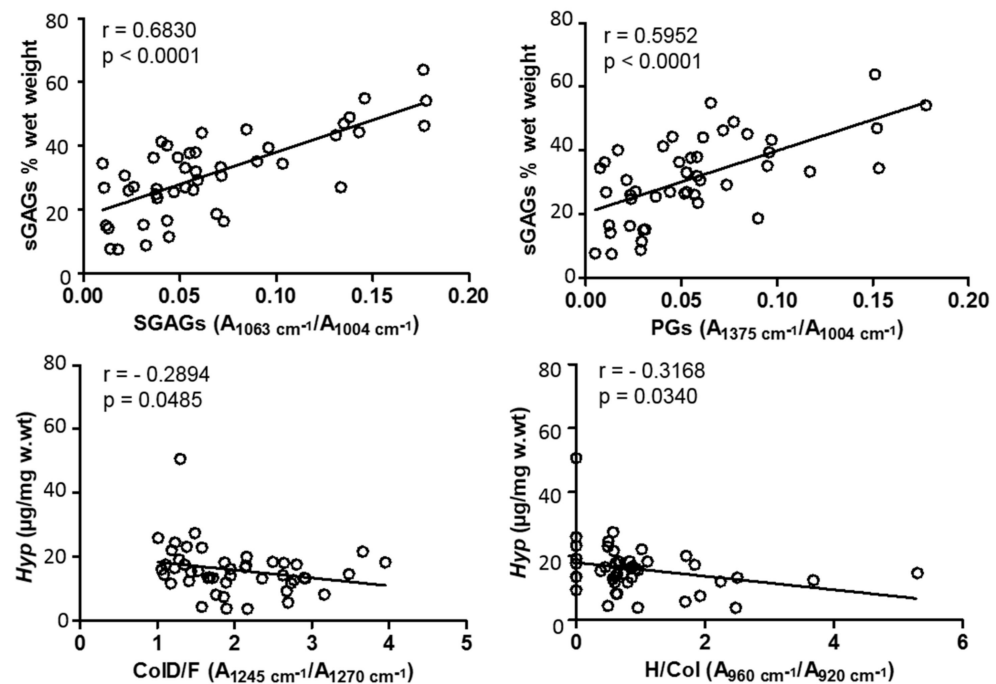 r = 0.6830
p < 0.0001
sGAGs % wet weight
80
60
40
20
0
0.00 0.05 0.10 0.15 0.20
SGAGs (A1063 cm-1/A1004 cm-1)
r = 0.5952
p < 0.0001
sGAGs % wet weight
80
60
40
20
0
0.00 0.05 0.10 0.15 0.20
PGs (A1375 cm-1/A1004 cm-1)
r = - 0.2894
p = 0.0485
Hyp (µg/mg w.wt)
80
60
40
20
0
0 1 2 3 4 5
ColD/F (A1245 cm-1/A1270 cm-1)
r = - 0.3168
p = 0.0340
Hyp (µg/mg w.wt)
80
60
40
20
0
0 2 4 6
H/Col (A960 cm-1/A920 cm-1)